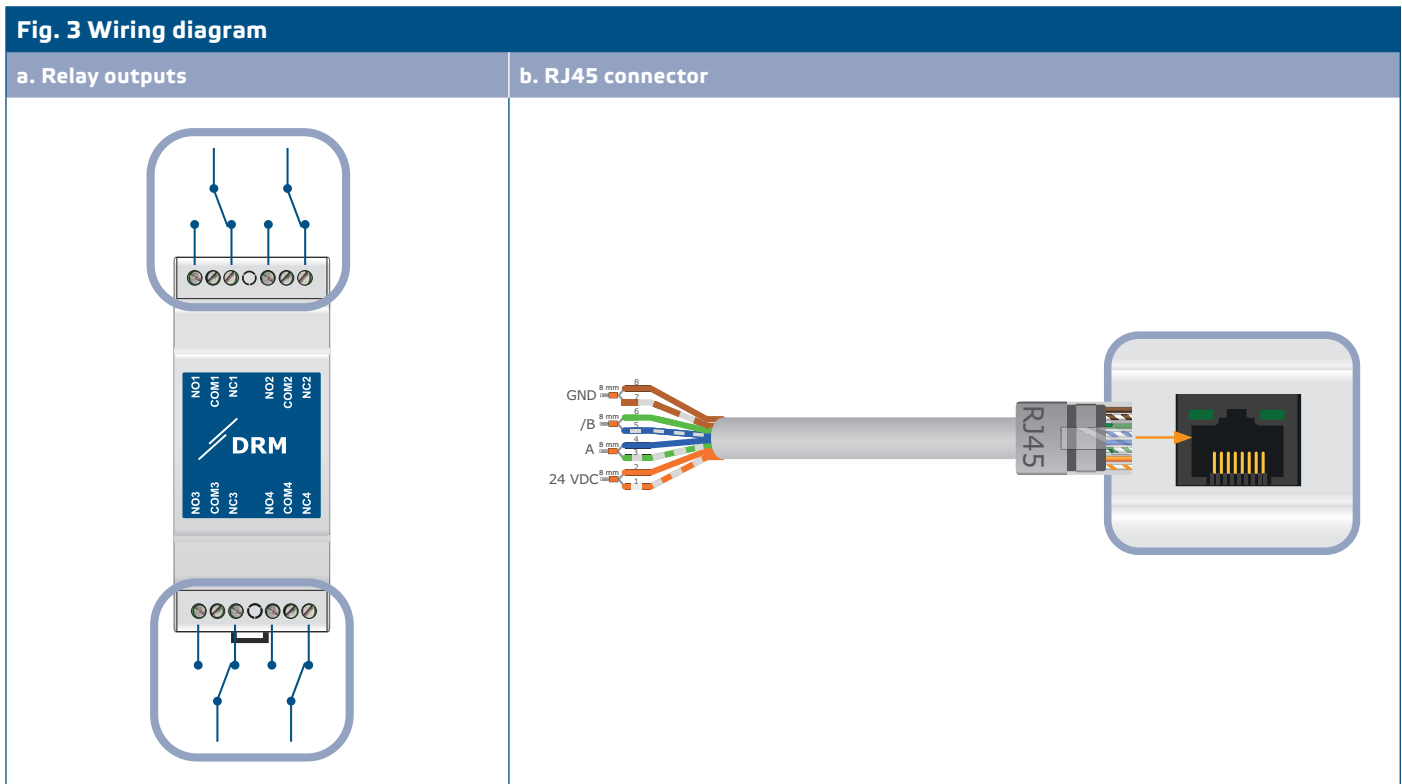 Fig. 3 Wiring diagram
a. Relay outputs
b. RJ45 connector
NO1
COM1
NC1
NO2
COM2
NC2
DRM
NO3
COM3
NC3
NO4
COM4
NC4
GND
8 mm
8
7
/B
8 mm
6
5
A
8 mm
4
3
24 VDC
8 mm
2
1
RJ45